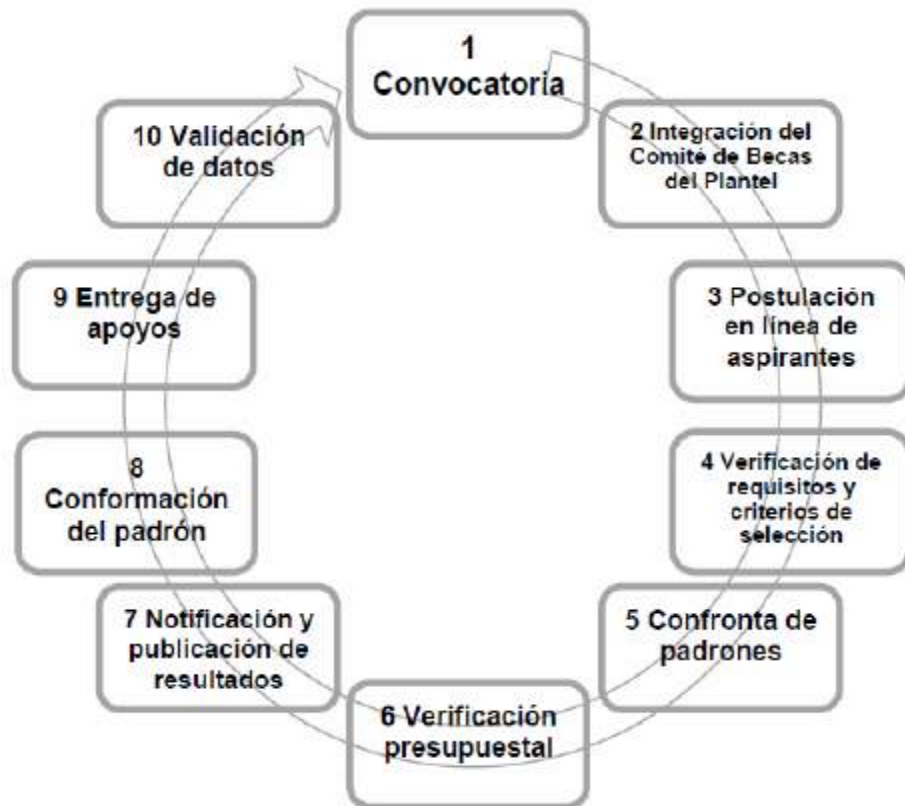 1
Convocatoria
2 Integración del
Comité de Becas
del Plantel
3 Postulación
en línea de
aspirantes
4 Verificación de
requisitos y
criterios de
selección
5 Confronta de
padrones
6 Verificación
presupuestal
7 Notificación y
publicación de
resultados
8
Conformación
del padrón
9 Entrega de
apoyos
10 Validación
de datos